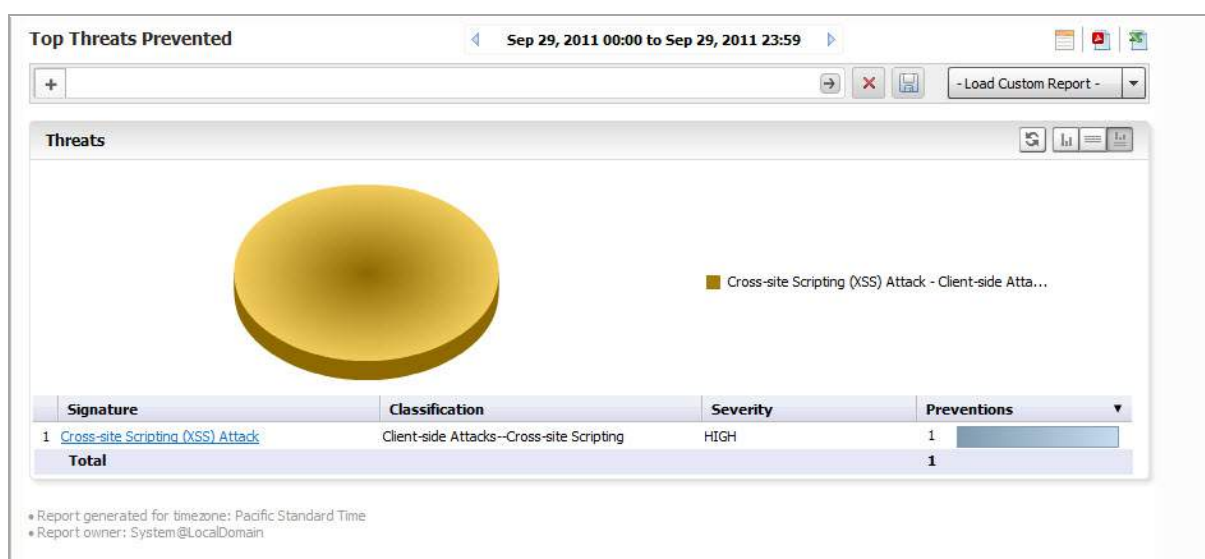 Top Threats Prevented
Sep 29, 2011 00:00 to Sep 29, 2011 23:59
+
- Load Custom Report -
Threats
Cross-site Scripting (XSS) Attack - Client-side Atta...
Signature Classification Severity Preventions
1 Cross-site Scripting (XSS) Attack Client-side Attacks--Cross-site Scripting HIGH 1
Total 1
• Report generated for timezone: Pacific Standard Time
• Report owner: System@LocalDomain